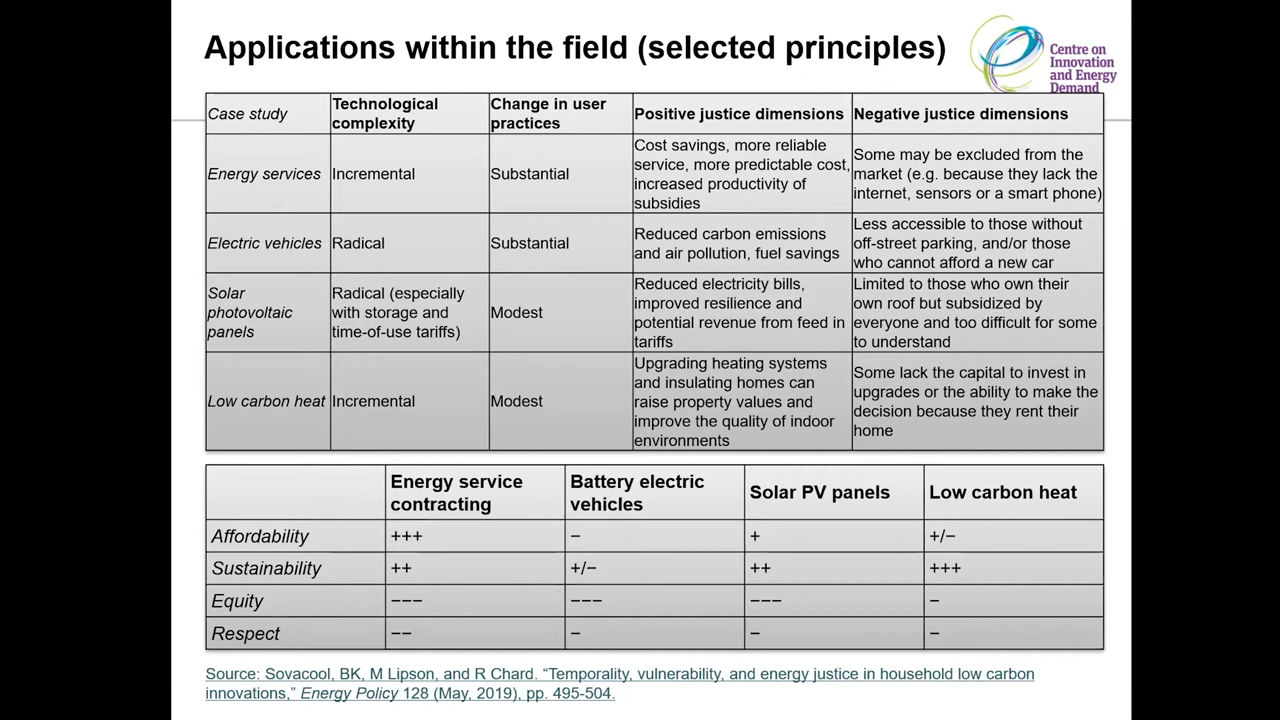 Applications within the field (selected principles)
Centre on
Innovation
and Energy
Demand
Case study
Technological
complexity
Change in user
practices
Positive justice dimensions
Negative justice dimensions
Energy services
Incremental
Substantial
Cost savings, more reliable
service, more predictable cost,
increased productivity of
subsidies
Some may be excluded from the
market (e.g. because they lack the
internet, sensors or a smart phone)
Electric vehicles
Radical
Substantial
Reduced carbon emissions
and air pollution, fuel savings
Less accessible to those without
off-street parking, and/or those
who cannot afford a new car
Solar
photovoltaic
panels
Radical (especially
with storage and
time-of-use tariffs)
Modest
Reduced electricity bills,
improved resilience and
potential revenue from feed in
tariffs
Limited to those who own their
own roof but subsidized by
everyone and too difficult for some
to understand
Low carbon heat
Incremental
Modest
Upgrading heating systems
and insulating homes can
raise property values and
improve the quality of indoor
environments
Some lack the capital to invest in
upgrades or the ability to make the
decision because they rent their
home
Energy service
contracting
Battery electric
vehicles
Solar PV panels
Low carbon heat
Affordability
+++
−
+
+/−
Sustainability
++
+/−
++
+++
Equity
−−−
−−−
−−−
−
Respect
−−
−
−
−
Source: Sovacool, BK, M Lipson, and R Chard. “Temporality, vulnerability, and energy justice in household low carbon
innovations,” Energy Policy 128 (May, 2019), pp. 495-504.